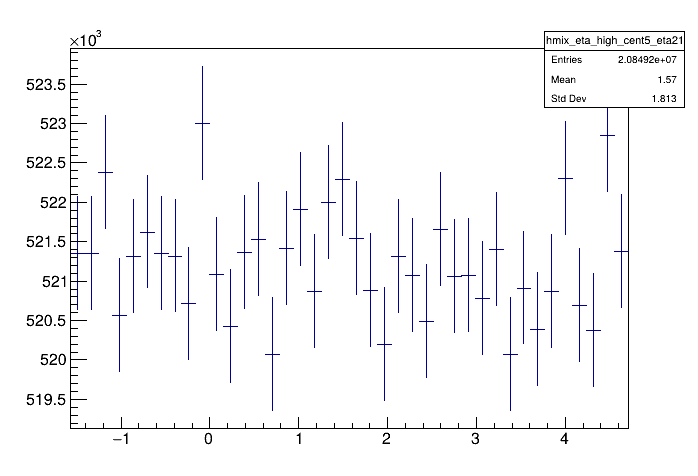 ×10³
hmix_eta_high_cent5_eta21
Entries 2.08492e+07
Mean 1.57
Std Dev 1.813
523.5
523
522.5
522
521.5
521
520.5
520
519.5
−1 0 1 2 3 4